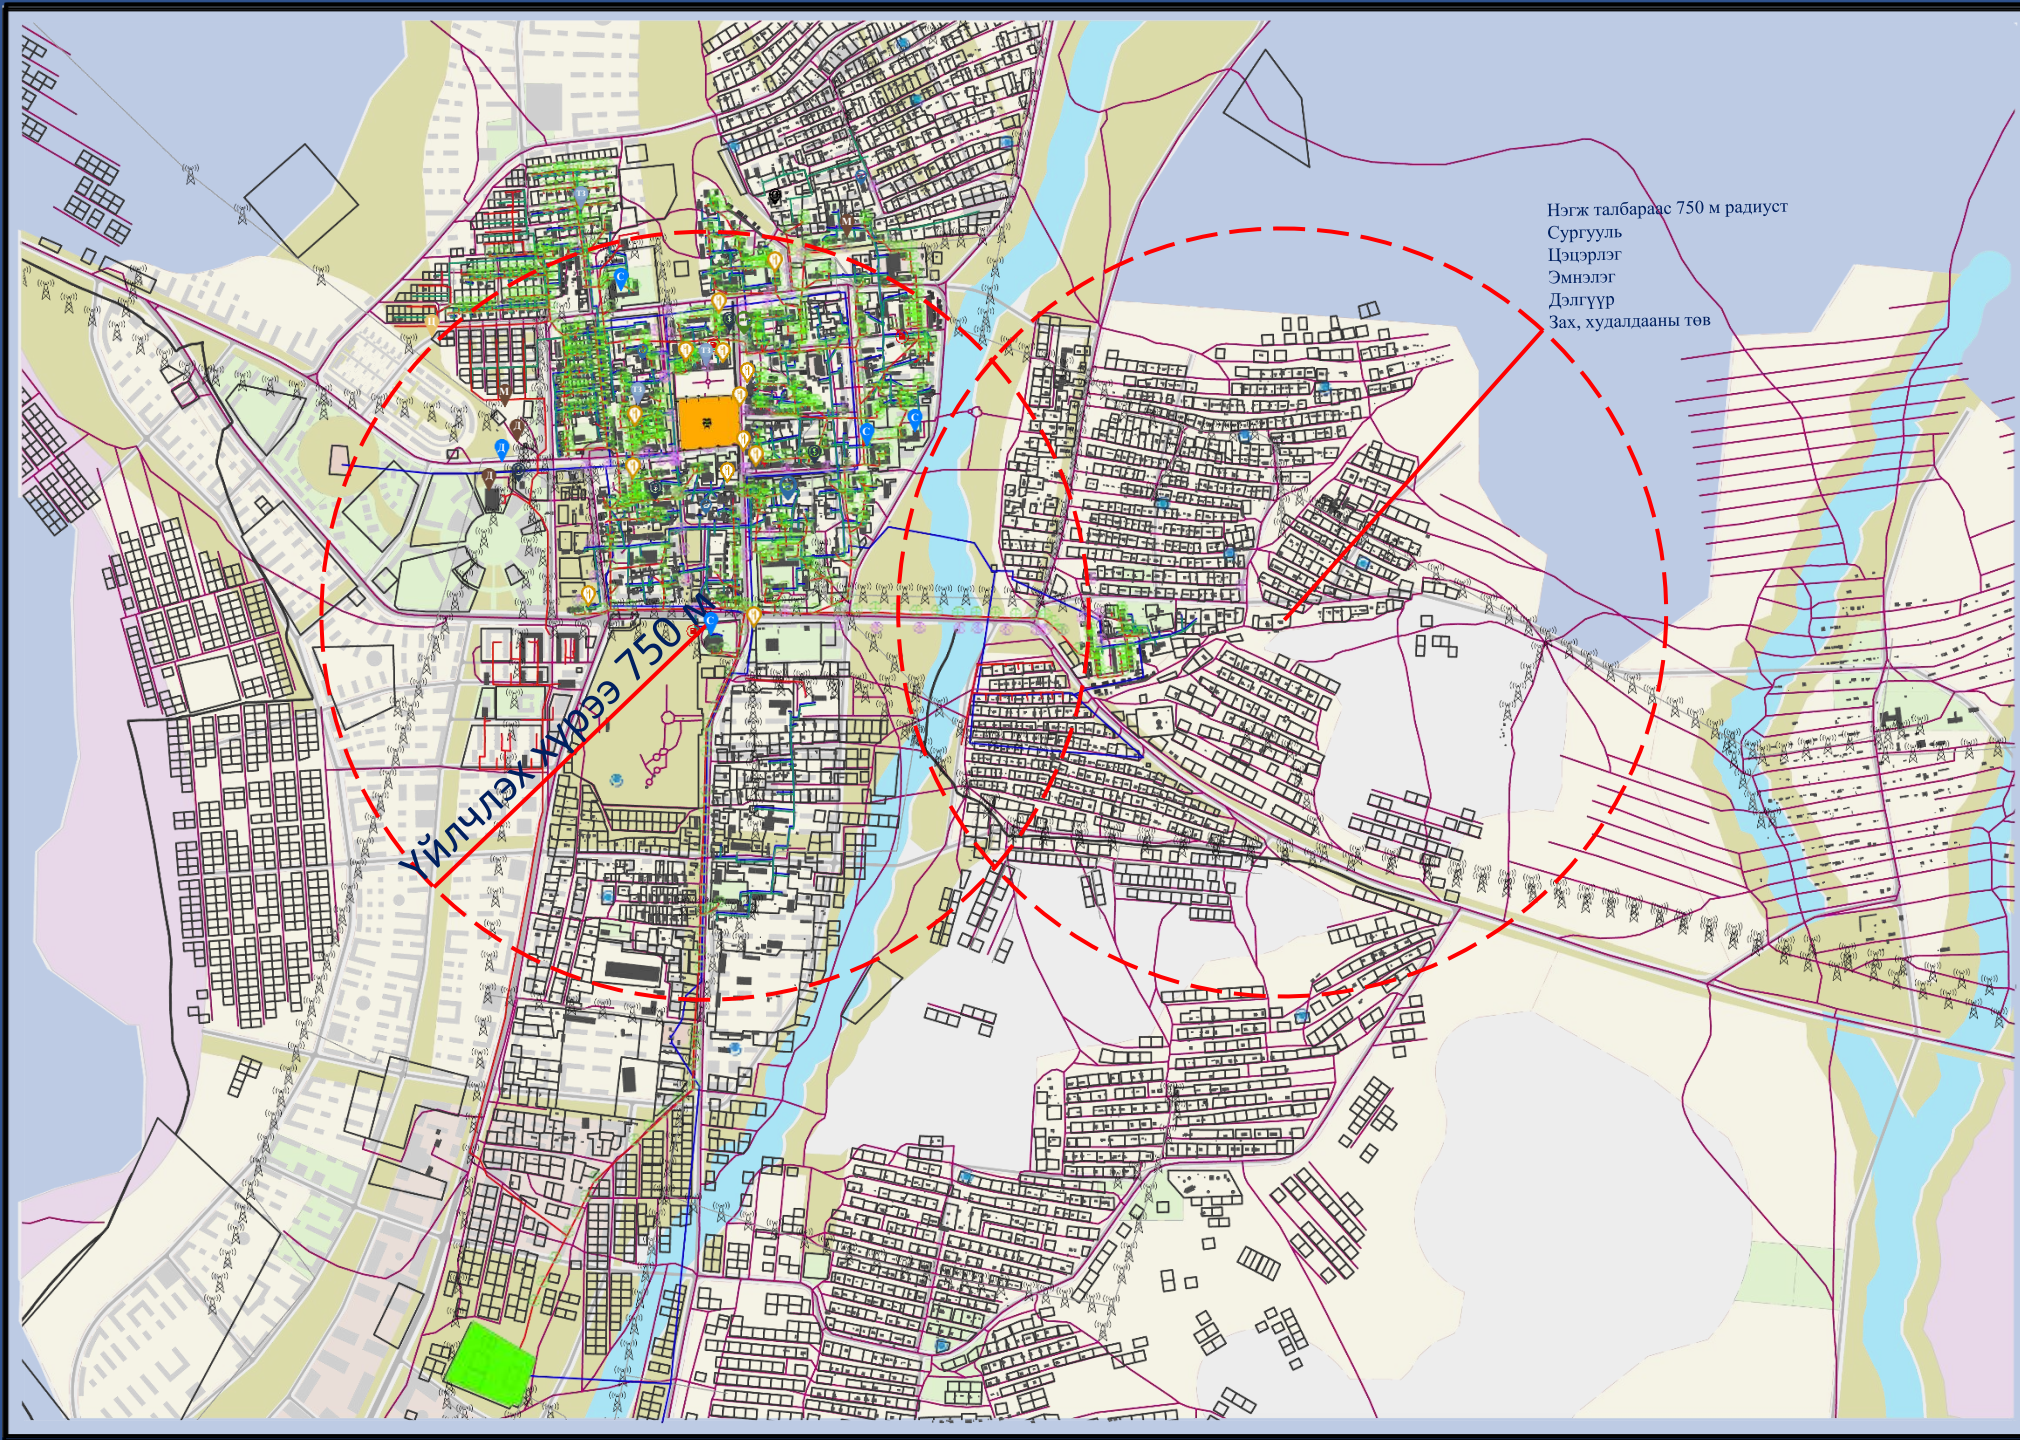 Нэгж талбараас 750 м радиуст
Сургууль
Цэцэрлэг
Эмнэлэг
Дэлгүүр
Зах, худалдааны төв
Үйлчлэх хүрээ 750 м